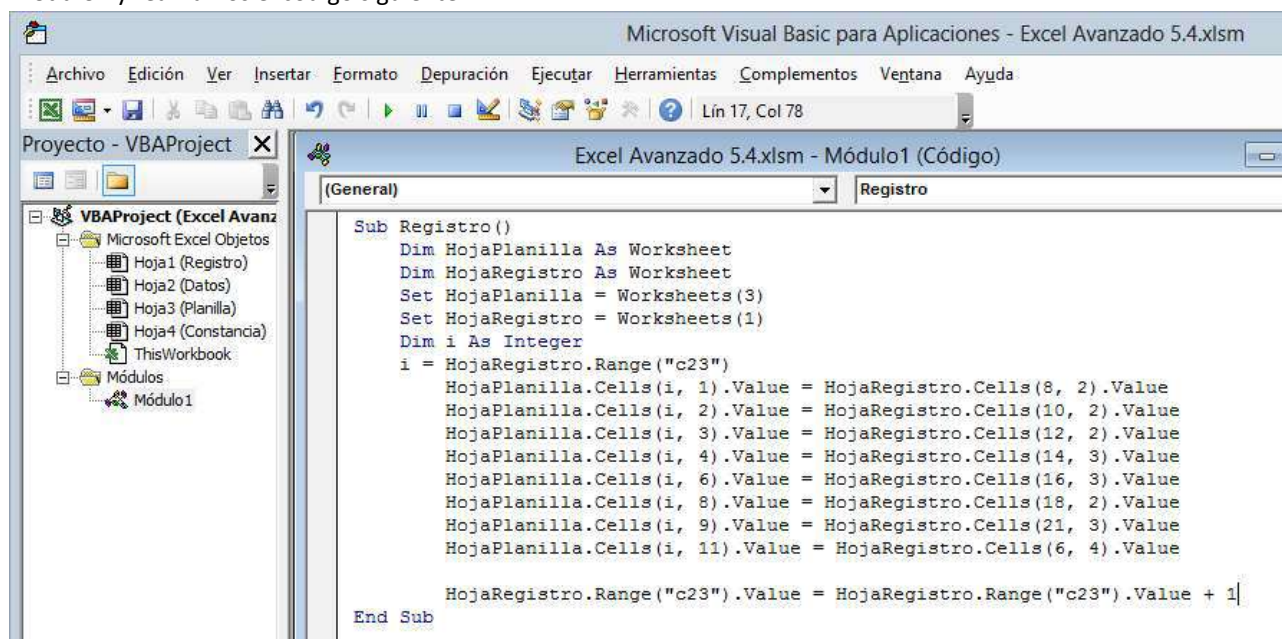 Microsoft Visual Basic para Aplicaciones - Excel Avanzado 5.4.xlsm
Archivo Edición Ver Insertar Formato Depuración Ejecutar Herramientas Complementos Ventana Ayuda
Lín 17, Col 78
Proyecto - VBAProject
Excel Avanzado 5.4.xlsm - Módulo1 (Código)
(General)
Registro
VBAProject (Excel Avanz
Microsoft Excel Objetos
Hoja1 (Registro)
Hoja2 (Datos)
Hoja3 (Planilla)
Hoja4 (Constancia)
ThisWorkbook
Módulos
Módulo1
Sub Registro()
Dim HojaPlanilla As Worksheet
Dim HojaRegistro As Worksheet
Set HojaPlanilla = Worksheets(3)
Set HojaRegistro = Worksheets(1)
Dim i As Integer
i = HojaRegistro.Range("c23")
HojaPlanilla.Cells(i, 1).Value = HojaRegistro.Cells(8, 2).Value
HojaPlanilla.Cells(i, 2).Value = HojaRegistro.Cells(10, 2).Value
HojaPlanilla.Cells(i, 3).Value = HojaRegistro.Cells(12, 2).Value
HojaPlanilla.Cells(i, 4).Value = HojaRegistro.Cells(14, 3).Value
HojaPlanilla.Cells(i, 6).Value = HojaRegistro.Cells(16, 3).Value
HojaPlanilla.Cells(i, 8).Value = HojaRegistro.Cells(18, 2).Value
HojaPlanilla.Cells(i, 9).Value = HojaRegistro.Cells(21, 3).Value
HojaPlanilla.Cells(i, 11).Value = HojaRegistro.Cells(6, 4).Value
HojaRegistro.Range("c23").Value = HojaRegistro.Range("c23").Value + 1
End Sub